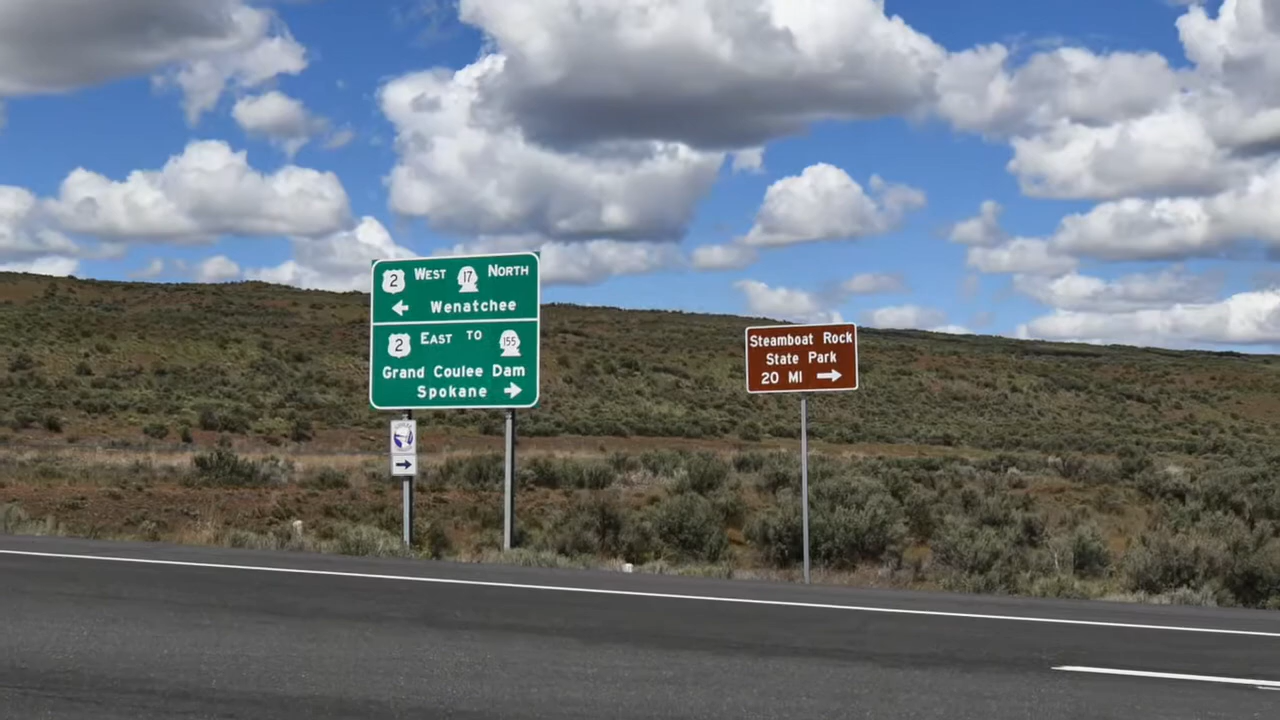 2 WEST 17 NORTH
Wenatchee
2 EAST TO 155
Grand Coulee Dam
Spokane
Steamboat Rock
State Park
20 MI